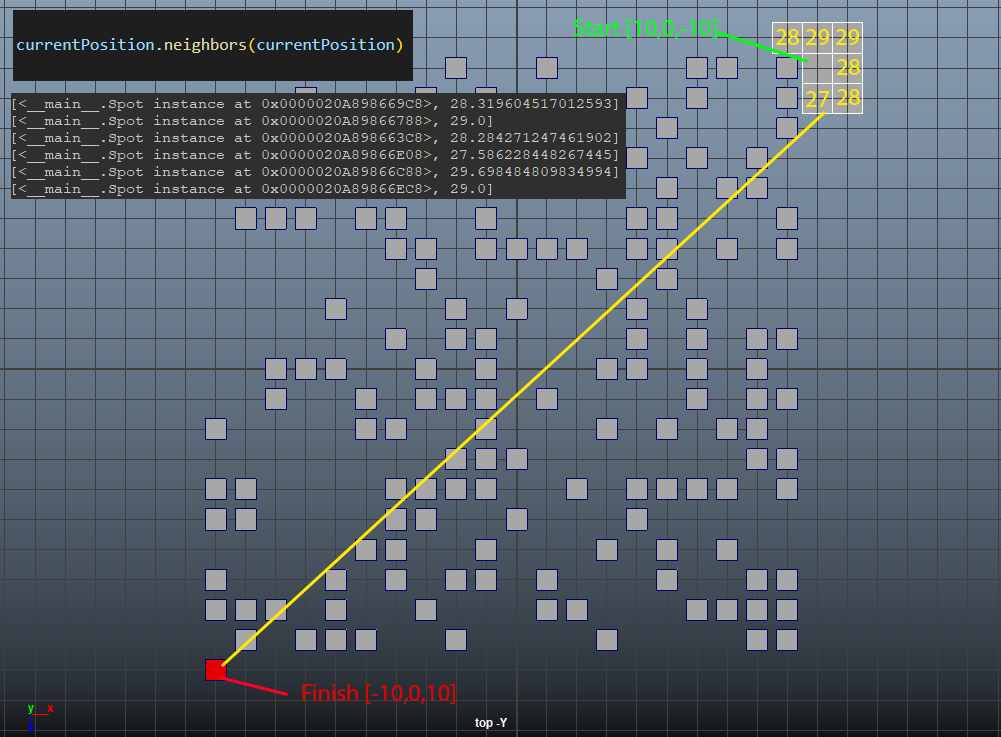 currentPosition.neighbors(currentPosition)
Start [10,0,-10]
28 29 29
28
27 28
[<__main__.Spot instance at 0x0000020A898669C8>, 28.319604517012593]
[<__main__.Spot instance at 0x0000020A89866788>, 29.0]
[<__main__.Spot instance at 0x0000020A898663C8>, 28.284271247461902]
[<__main__.Spot instance at 0x0000020A89866E08>, 27.586228448267445]
[<__main__.Spot instance at 0x0000020A89866C88>, 29.698484809834994]
[<__main__.Spot instance at 0x0000020A89866EC8>, 29.0]
Finish [-10,0,10]
y x
top -Y